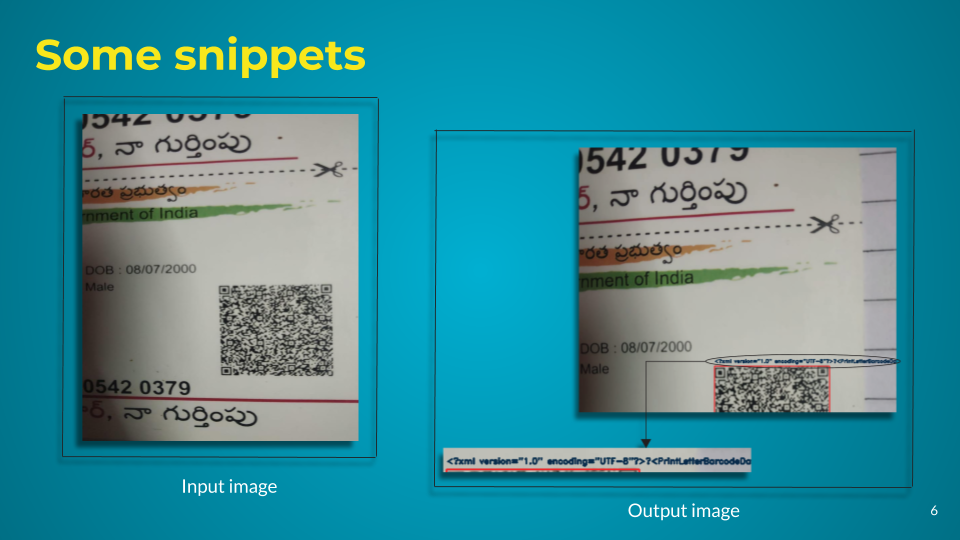 Some snippets
0542 0379
్, నా గుర్తింపు
భారత ప్రభుత్వం
nment of India
DOB : 08/07/2000
Male
0542 0379
ర్, నా గుర్తింపు
Input image
0542 0379
్, నా గుర్తింపు
భారత ప్రభుత్వం
nment of India
DOB : 08/07/2000
Male
<?xml version="1.0" encoding="UTF-8"?>?<PrintLetterBarcodeDa
<?xml version="1.0" encoding="UTF-8"?>?<PrintLetterBarcodeDa
Output image
6